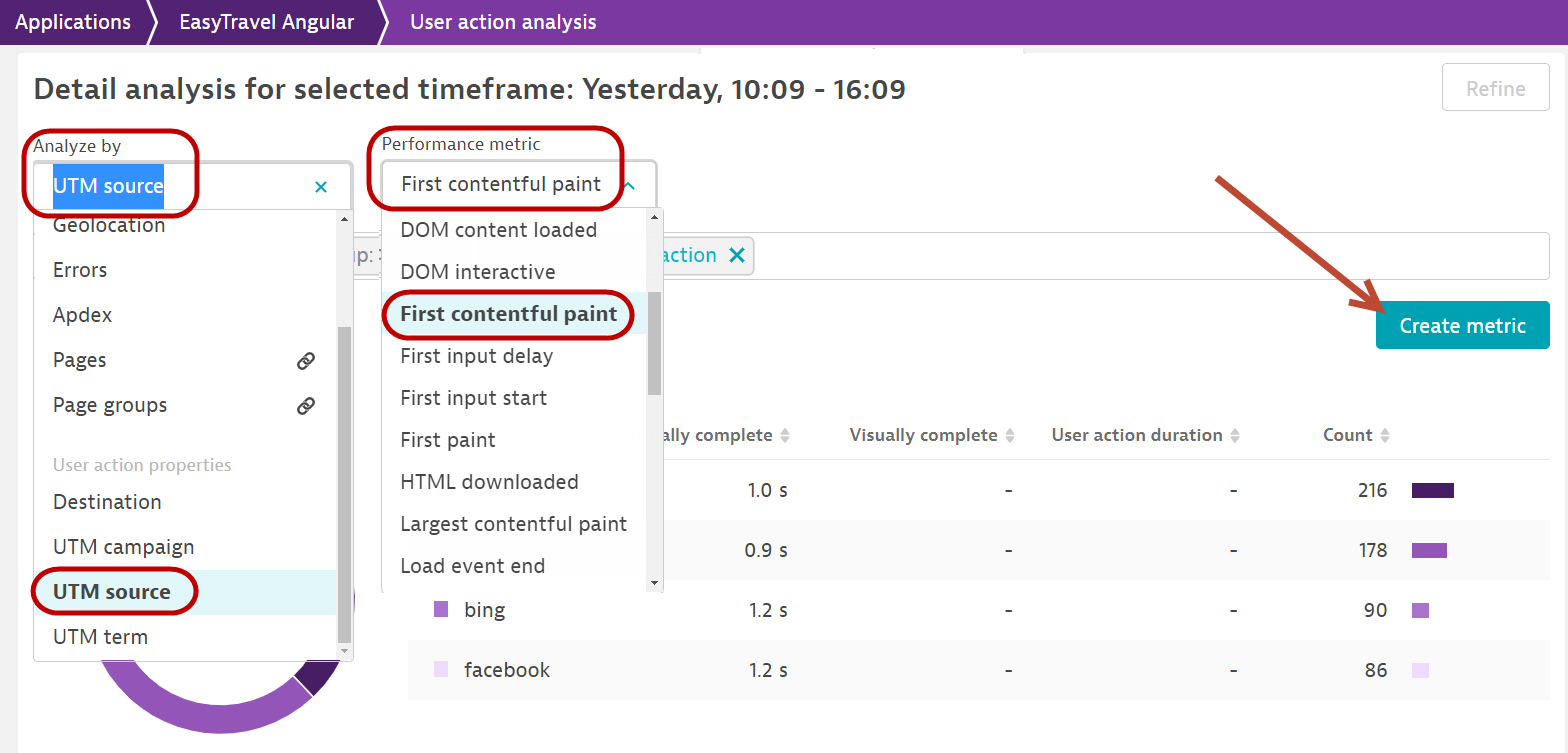 Applications
EasyTravel Angular
User action analysis
Detail analysis for selected timeframe: Yesterday, 10:09 - 16:09
Refine
Analyze by
Performance metric
UTM source
First contentful paint
Geolocation
Errors
Apdex
Pages
Page groups
User action properties
Destination
UTM campaign
UTM source
UTM term
DOM content loaded
DOM interactive
First contentful paint
First input delay
First input start
First paint
HTML downloaded
Largest contentful paint
Load event end
action
Create metric
complete
Visually complete
User action duration
Count
1.0 s - - 216
0.9 s - - 178
bing 1.2 s - - 90
facebook 1.2 s - - 86